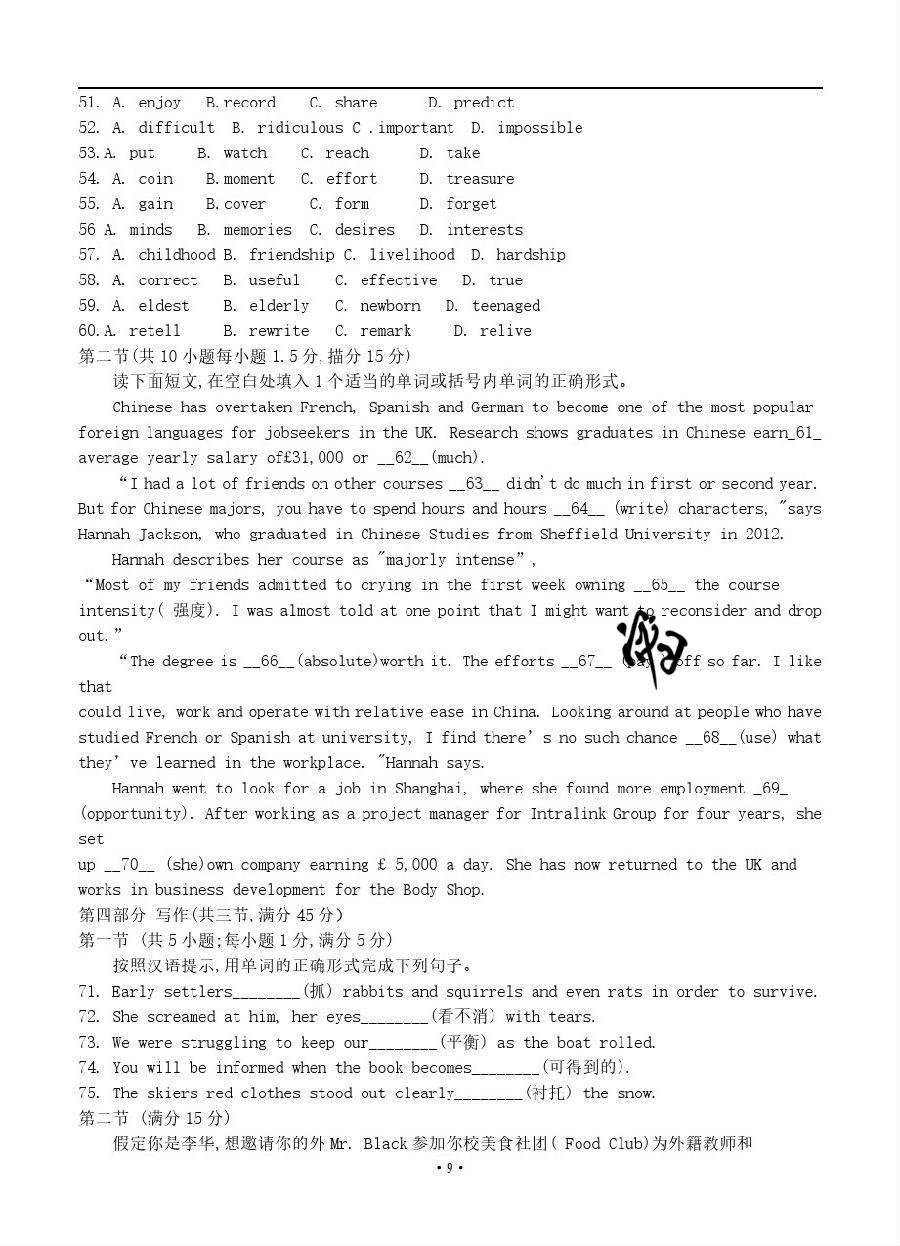 51. A. enjoy B.record C. share D. predict
52. A. difficult B. ridiculous C .important D. impossible
53.A. put B. watch C. reach D. take
54. A. coin B.moment C. effort D. treasure
55. A. gain B.cover C. form D. forget
56 A. minds B. memories C. desires D. interests
57. A. childhood B. friendship C. livelihood D. hardship
58. A. correct B. useful C. effective D. true
59. A. eldest B. elderly C. newborn D. teenaged
60.A. retell B. rewrite C. remark D. relive
第二节(共10小题每小题1.5分,描分15分)
读下面短文,在空白处填入1个适当的单词或括号内单词的正确形式。
Chinese has overtaken French, Spanish and German to become one of the most popular
foreign languages for jobseekers in the UK. Research shows graduates in Chinese earn_61_
average yearly salary of£31,000 or __62__(much).
“I had a lot of friends on other courses __63__ didn't do much in first or second year.
But for Chinese majors, you have to spend hours and hours __64__ (write) characters, "says
Hannah Jackson, who graduated in Chinese Studies from Sheffield University in 2012.
Hannah describes her course as "majorly intense”,
“Most of my friends admitted to crying in the first week owning __65__ the course
intensity(强度). I was almost told at one point that I might want to reconsider and drop
out.”
“The degree is __66__(absolute)worth it. The efforts __67__ (pay) off so far. I like
that
could live, work and operate with relative ease in China. Looking around at people who have
studied French or Spanish at university, I find there’s no such chance __68__(use) what
they’ve learned in the workplace. "Hannah says.
Hannah went to look for a job in Shanghai, where she found more employment _69_
(opportunity). After working as a project manager for Intralink Group for four years, she
set
up __70__ (she)own company earning £ 5,000 a day. She has now returned to the UK and
works in business development for the Body Shop.
第四部分 写作(共三节,满分45分)
第一节 (共5小题;每小题1分,满分5分)
按照汉语提示,用单词的正确形式完成下列句子。
71. Early settlers________(抓) rabbits and squirrels and even rats in order to survive.
72. She screamed at him, her eyes________(看不消) with tears.
73. We were struggling to keep our________(平衡) as the boat rolled.
74. You will be informed when the book becomes________(可得到的).
75. The skiers red clothes stood out clearly________(衬托) the snow.
第二节 (满分15分)
假定你是李华,想邀请你的外Mr. Black参加你校美食社团( Food Club)为外籍教师和
·9·